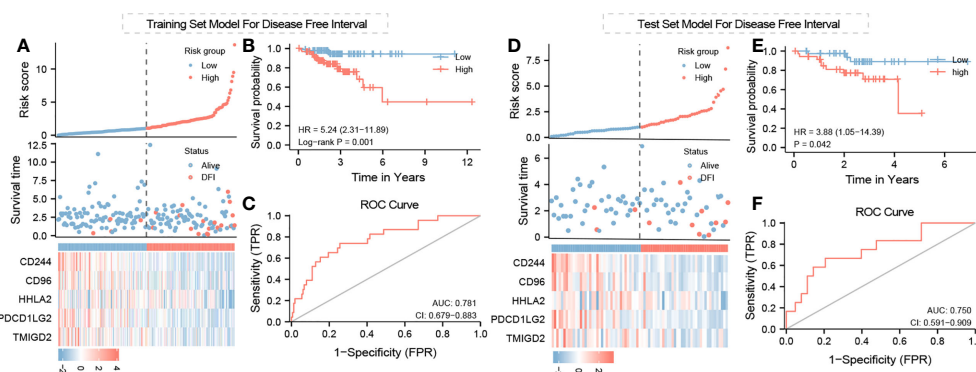 Training Set Model For Disease Free Interval
Test Set Model For Disease Free Interval
A
Risk group
Low
High
Risk score
10
5
0
Status
Alive
DFI
Survival time
12.5
10.0
7.5
5.0
2.5
0.0
CD244
CD96
HHLA2
PDCD1LG2
TMIGD2
-2
0
2
4
B
Survival probability
1.0
0.8
0.6
0.4
0.2
0.0
Low
High
HR = 5.24 (2.31−11.89)
Log-rank P = 0.001
0
3
6
9
12
Time in Years
C
ROC Curve
Sensitivity (TPR)
1.0
0.8
0.6
0.4
0.2
0.0
AUC: 0.781
CI: 0.679−0.883
0.0
0.2
0.4
0.6
0.8
1.0
1−Specificity (FPR)
D
Risk group
Low
High
Risk score
7.5
5.0
2.5
0.0
Status
Alive
DFI
Survival time
6
4
2
0
CD244
CD96
HHLA2
PDCD1LG2
TMIGD2
0
2
E
Survival probability
1.0
0.8
0.6
0.4
0.2
0.0
Low
high
HR = 3.88 (1.05−14.39)
P = 0.042
0
2
4
6
Time in Years
F
ROC Curve
Sensitivity (TPR)
1.0
0.8
0.6
0.4
0.2
0.0
AUC: 0.750
CI: 0.591−0.909
0.0
0.2
0.4
0.6
0.8
1.0
1−Specificity (FPR)